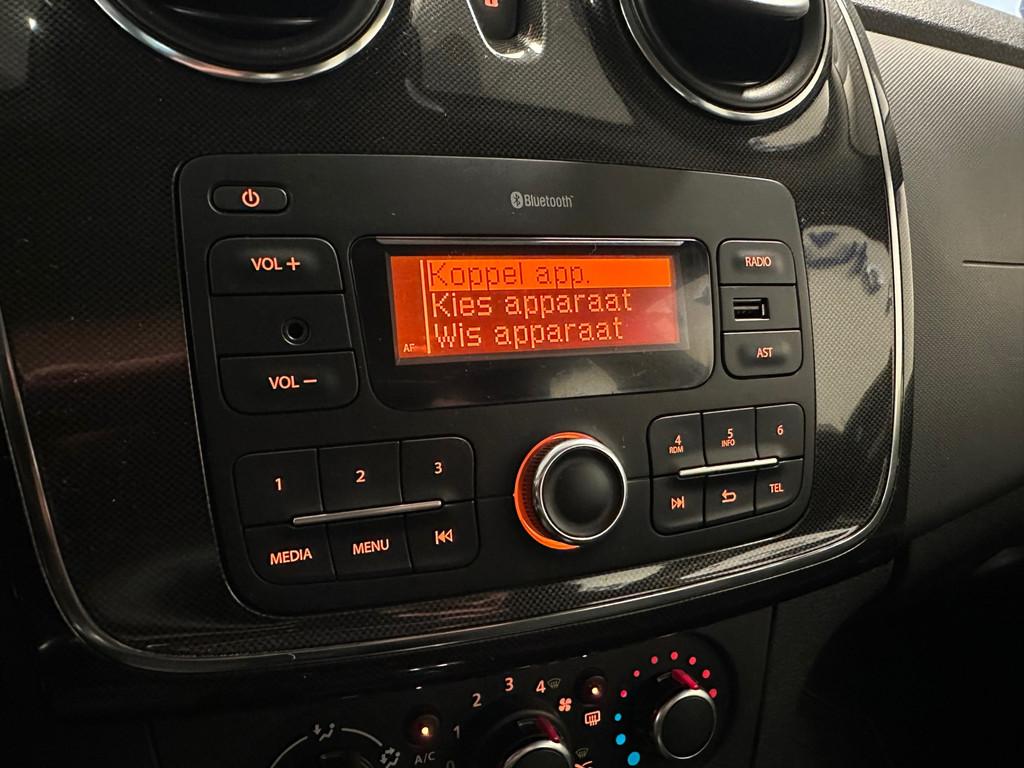 Bluetooth
VOL +
RADIO
Koppel app.
Kies apparaat
Wis apparaat
AF
VOL −
AST
1
2
3
4
RDM
5
INFO
6
MEDIA
MENU
TEL
1
2
3
4
A/C
0